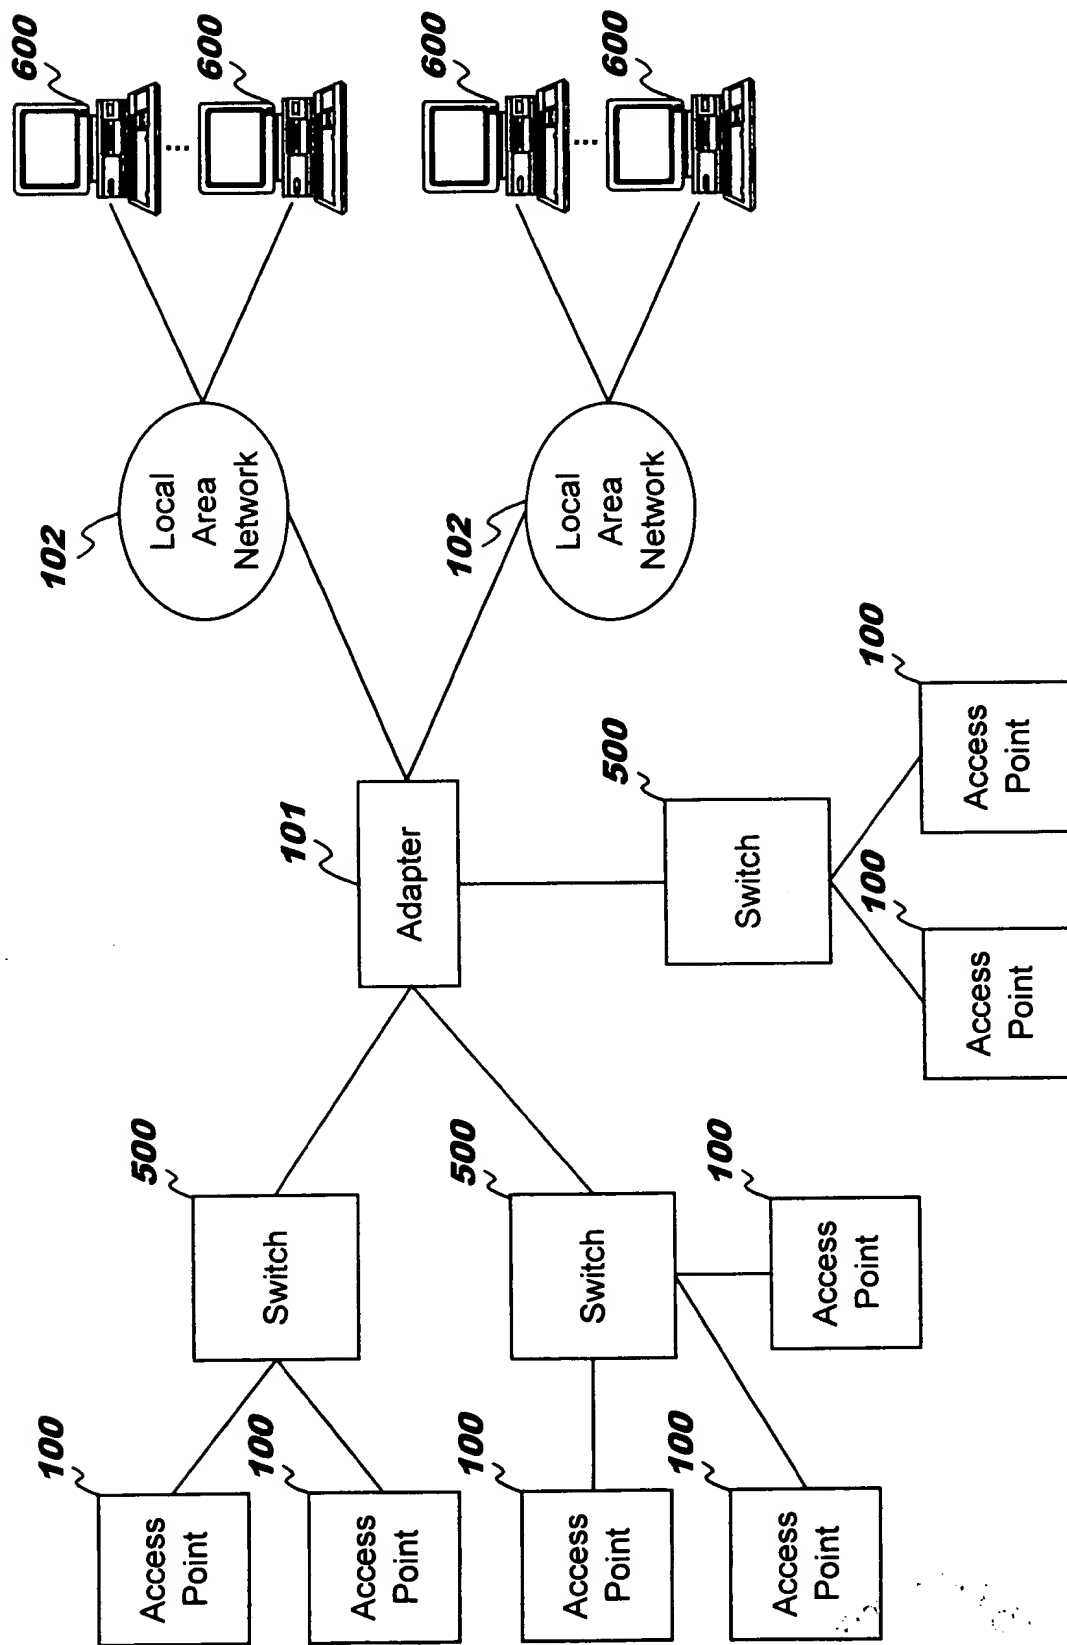 600
600
600
600
102
Local
Area
Network
102
Local
Area
Network
101
Adapter
500
Switch
500
Switch
500
Switch
100
Access
Point
100
Access
Point
100
Access
Point
100
Access
Point
100
Access
Point
100
Access
Point
100
Access
Point